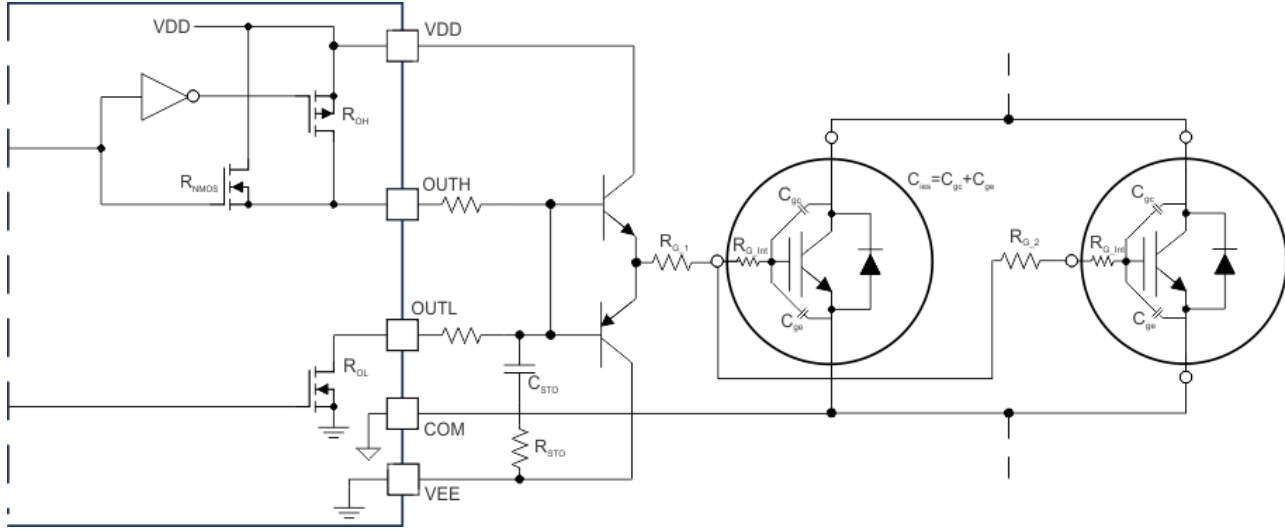 VDD
VDD
R_OH
R_NMOS
OUTH
OUTL
R_OL
COM
VEE
C_STO
R_STO
R_G_1
R_G_Int
C_gc
C_ge
C_ies=C_gc+C_ge
R_G_2
R_G_Int
C_gc
C_ge